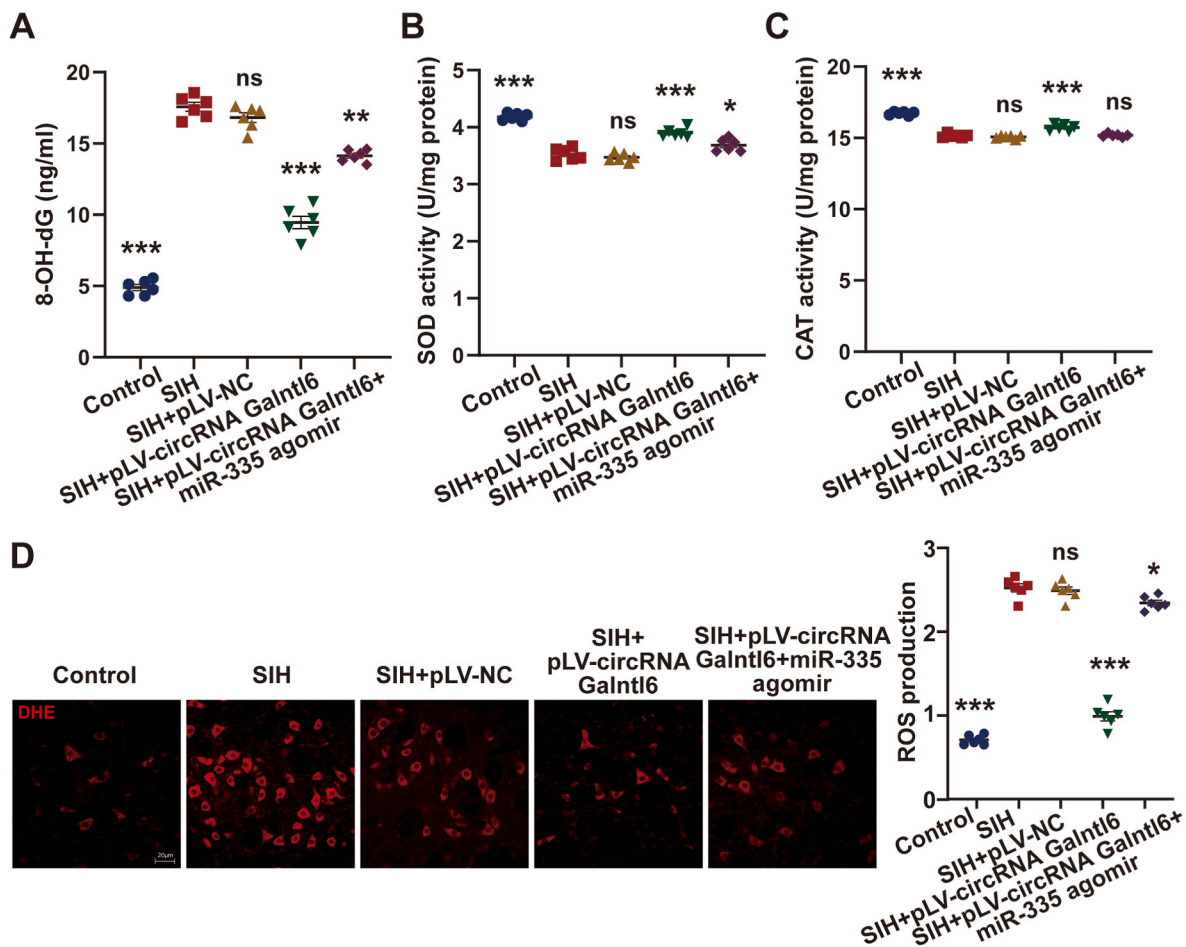 A
8-OH-dG (ng/ml)
20
15
10
5
0
***
ns
***
**
Control
SIH
SIH+pLV-NC
SIH+pLV-circRNA Galntl6
SIH+pLV-circRNA Galntl6+
miR-335 agomir
B
SOD activity (U/mg protein)
5
4
3
2
1
0
***
ns
***
*
Control
SIH
SIH+pLV-NC
SIH+pLV-circRNA Galntl6
SIH+pLV-circRNA Galntl6+
miR-335 agomir
C
CAT activity (U/mg protein)
20
15
10
5
0
***
ns
***
ns
Control
SIH
SIH+pLV-NC
SIH+pLV-circRNA Galntl6
SIH+pLV-circRNA Galntl6+
miR-335 agomir
D
Control
SIH
SIH+pLV-NC
SIH+
pLV-circRNA
Galntl6
SIH+pLV-circRNA
Galntl6+miR-335
agomir
DHE
20μm
ROS production
3
2
1
0
***
ns
***
*
Control
SIH
SIH+pLV-NC
SIH+pLV-circRNA Galntl6
SIH+pLV-circRNA Galntl6+
miR-335 agomir